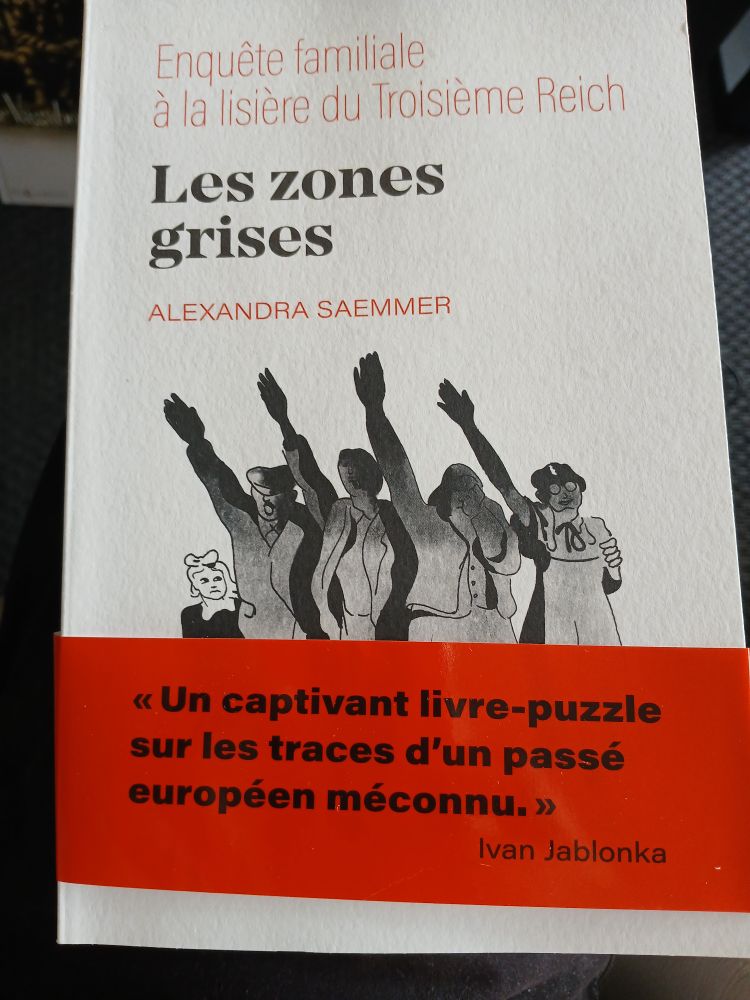 Enquête familiale
à la lisière du Troisième Reich
Les zones
grises
ALEXANDRA SAEMMER
« Un captivant livre-puzzle
sur les traces d'un passé
européen méconnu. »
Ivan Jablonka